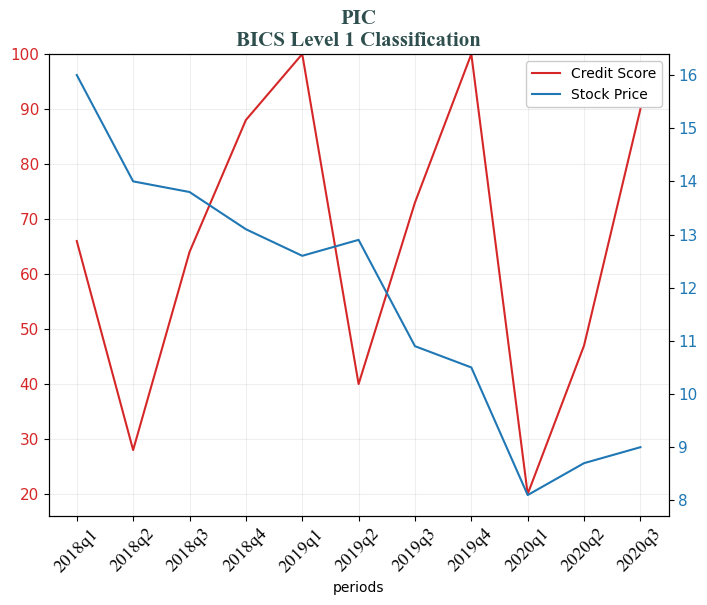 PIC
BICS Level 1 Classification
100
90
80
70
60
50
40
30
20
Credit Score
Stock Price
16
15
14
13
12
11
10
9
8
2018q1
2018q2
2018q3
2018q4
2019q1
2019q2
2019q3
2019q4
2020q1
2020q2
2020q3
periods